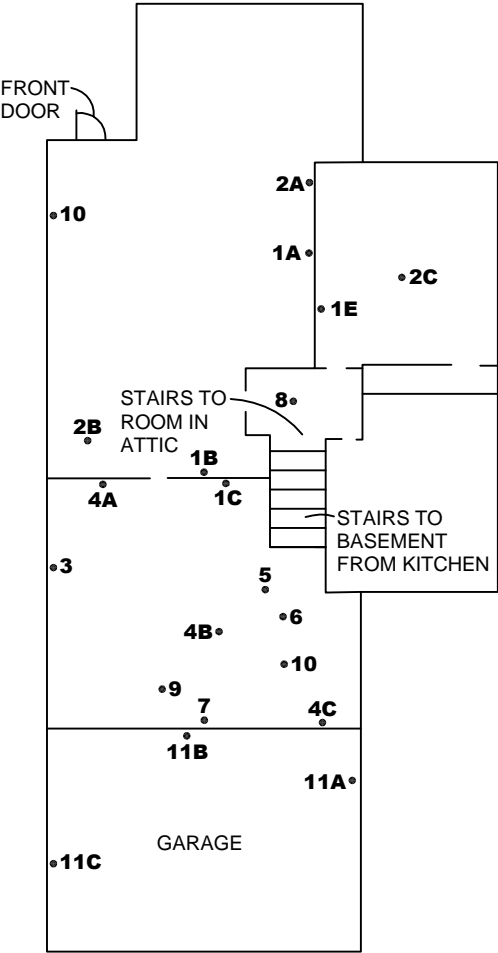 FRONT
DOOR
2A
10
1A
2C
1E
STAIRS TO
ROOM IN
ATTIC
8
2B
1B
4A
1C
STAIRS TO
BASEMENT
FROM KITCHEN
3
5
6
4B
10
9
7
4C
11B
11A
GARAGE
11C